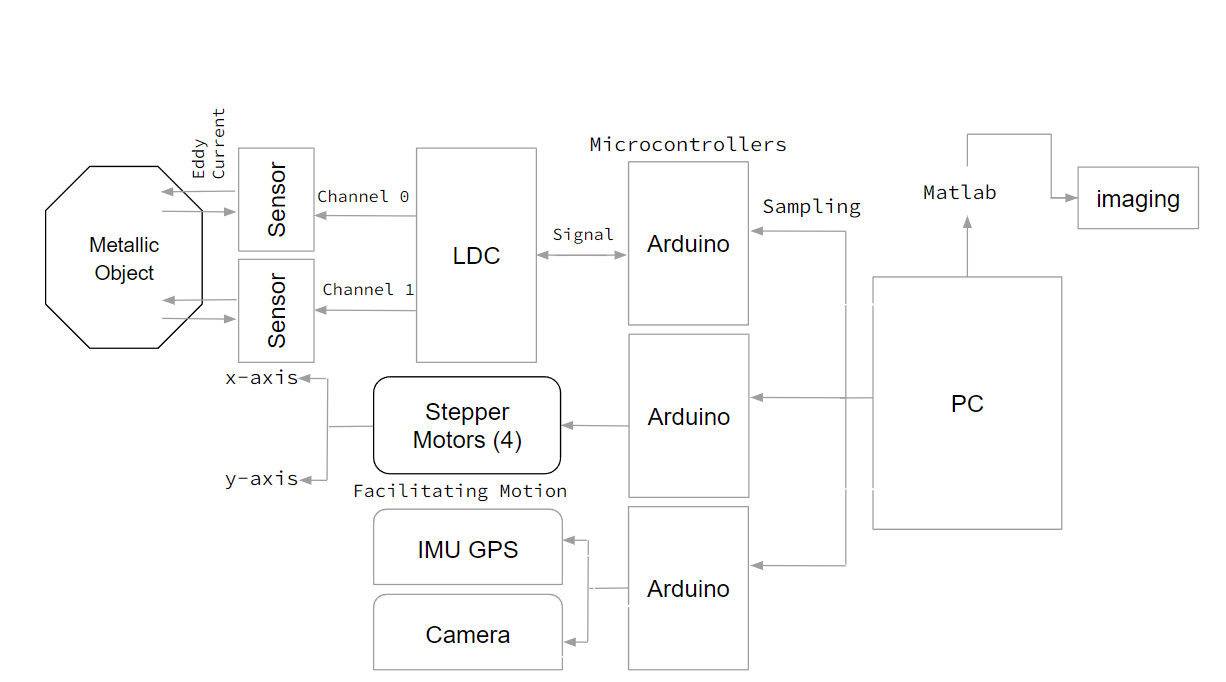 Eddy
Current
Metallic
Object
Sensor
Sensor
Channel 0
Channel 1
LDC
Signal
Microcontrollers
Arduino
Sampling
Matlab
imaging
PC
x-axis
y-axis
Stepper
Motors (4)
Facilitating Motion
Arduino
IMU GPS
Camera
Arduino